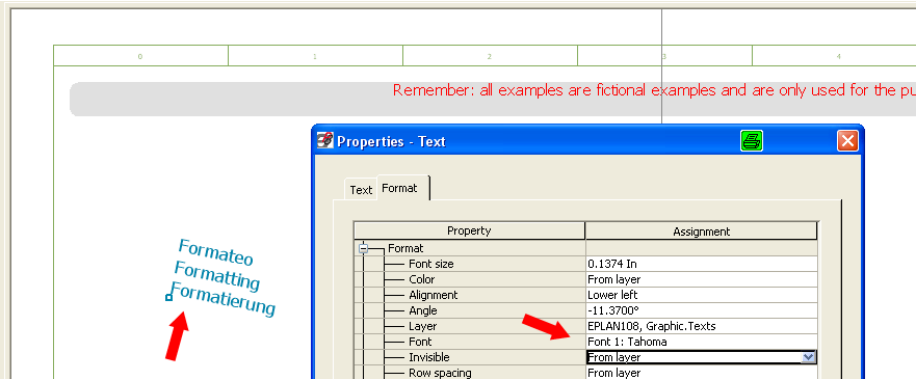 0 1 2 3 4
Remember: all examples are fictional examples and are only used for the pu
Properties - Text
Text Format
Property Assignment
Format
Font size 0.1374 In
Color From layer
Alignment Lower left
Angle -11.3700°
Layer EPLAN108, Graphic.Texts
Font Font 1: Tahoma
Invisible From layer
Row spacing From layer
Formateo
Formatting
Formatierung